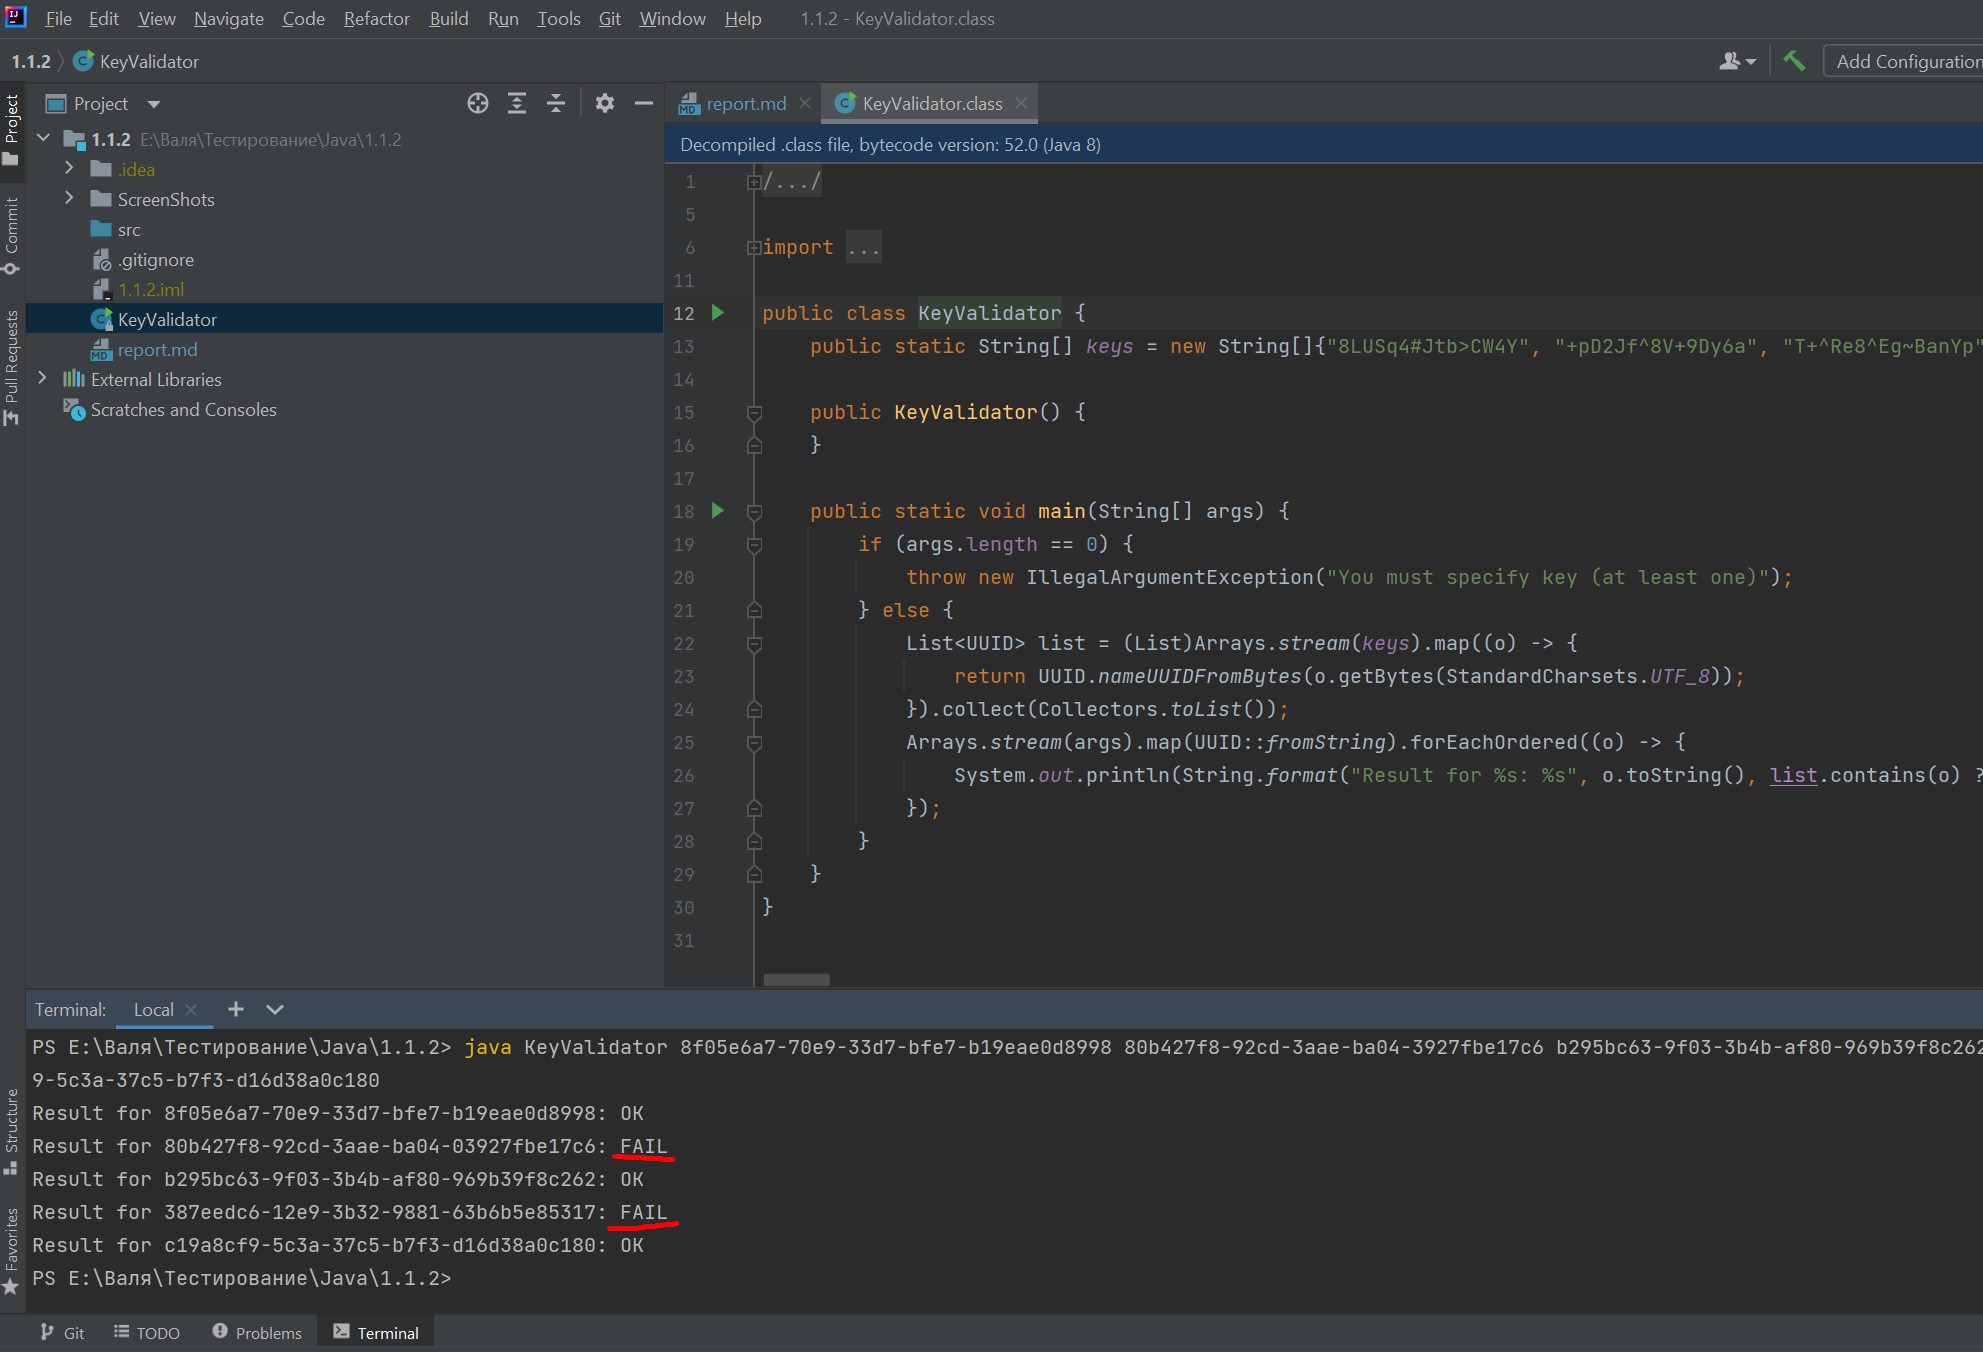 File Edit View Navigate Code Refactor Build Run Tools Git Window Help 1.1.2 - KeyValidator.class
1.1.2 KeyValidator Add Configuration
Project
Commit
Pull Requests
Structure
Favorites
Project
1.1.2 E:\Валя\Тестирование\Java\1.1.2
.idea
ScreenShots
src
.gitignore
1.1.2.iml
KeyValidator
report.md
External Libraries
Scratches and Consoles
report.md KeyValidator.class
Decompiled .class file, bytecode version: 52.0 (Java 8)
1 /.../
5
6 import ...
11
12 public class KeyValidator {
13 public static String[] keys = new String[]{"8LUSq4#Jtb>CW4Y", "+pD2Jf^8V+9Dy6a", "T+^Re8^Eg~BanYp"
14
15 public KeyValidator() {
16 }
17
18 public static void main(String[] args) {
19 if (args.length == 0) {
20 throw new IllegalArgumentException("You must specify key (at least one)");
21 } else {
22 List<UUID> list = (List)Arrays.stream(keys).map((o) -> {
23 return UUID.nameUUIDFromBytes(o.getBytes(StandardCharsets.UTF_8));
24 }).collect(Collectors.toList());
25 Arrays.stream(args).map(UUID::fromString).forEachOrdered((o) -> {
26 System.out.println(String.format("Result for %s: %s", o.toString(), list.contains(o) ?
27 });
28 }
29 }
30 }
31
Terminal: Local
PS E:\Валя\Тестирование\Java\1.1.2> java KeyValidator 8f05e6a7-70e9-33d7-bfe7-b19eae0d8998 80b427f8-92cd-3aae-ba04-3927fbe17c6 b295bc63-9f03-3b4b-af80-969b39f8c262
9-5c3a-37c5-b7f3-d16d38a0c180
Result for 8f05e6a7-70e9-33d7-bfe7-b19eae0d8998: OK
Result for 80b427f8-92cd-3aae-ba04-03927fbe17c6: FAIL
Result for b295bc63-9f03-3b4b-af80-969b39f8c262: OK
Result for 387eedc6-12e9-3b32-9881-63b6b5e85317: FAIL
Result for c19a8cf9-5c3a-37c5-b7f3-d16d38a0c180: OK
PS E:\Валя\Тестирование\Java\1.1.2>
Git TODO Problems Terminal